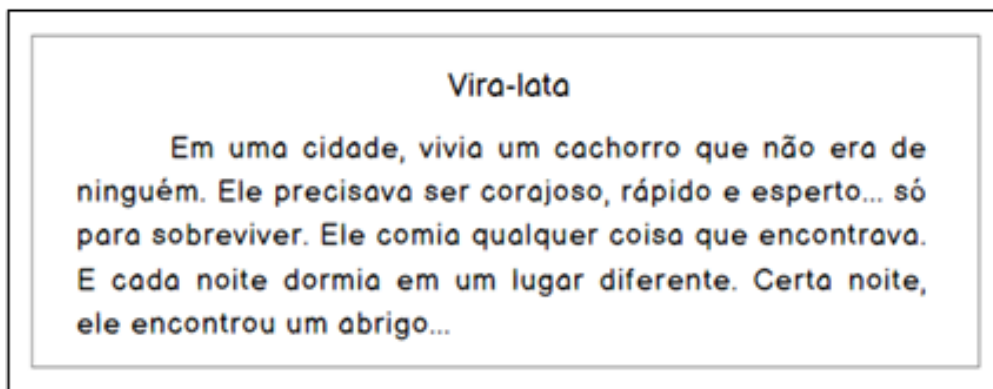 Vira-lata
Em uma cidade, vivia um cachorro que não era de
ninguém. Ele precisava ser corajoso, rápido e esperto... só
para sobreviver. Ele comia qualquer coisa que encontrava.
E cada noite dormia em um lugar diferente. Certa noite,
ele encontrou um abrigo...